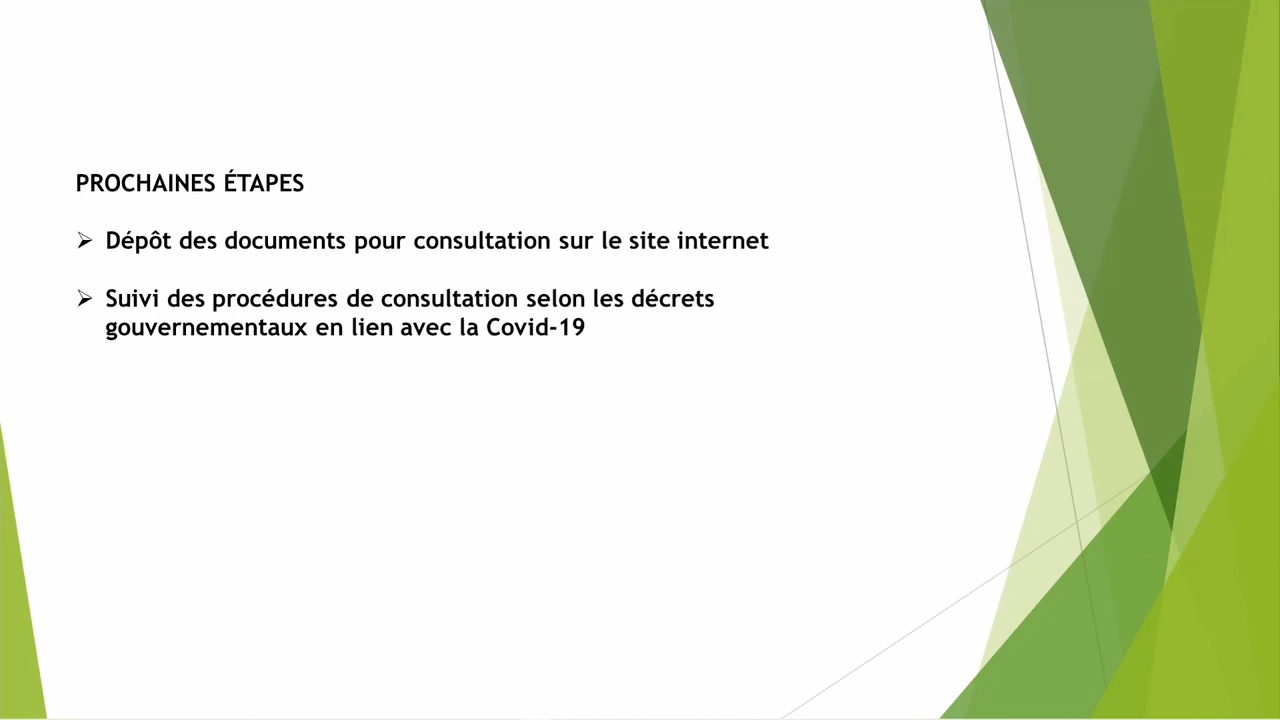 PROCHAINES ÉTAPES
➢ Dépôt des documents pour consultation sur le site internet
➢ Suivi des procédures de consultation selon les décrets
gouvernementaux en lien avec la Covid-19